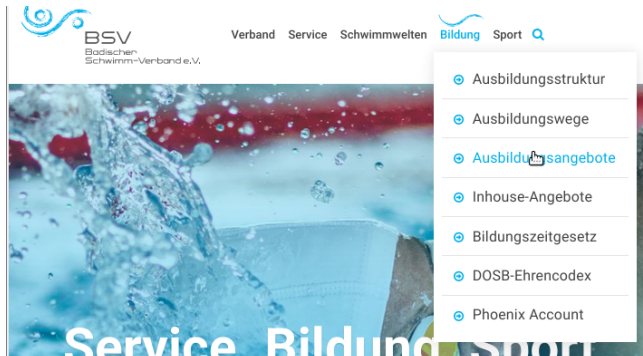 BSV
Badischer
Schwimm-Verband e.V.
Verband Service Schwimmwelten Bildung Sport
Ausbildungsstruktur
Ausbildungswege
Ausbildungsangebote
Inhouse-Angebote
Bildungszeitgesetz
DOSB-Ehrencodex
Phoenix Account
Service Bildung Sport